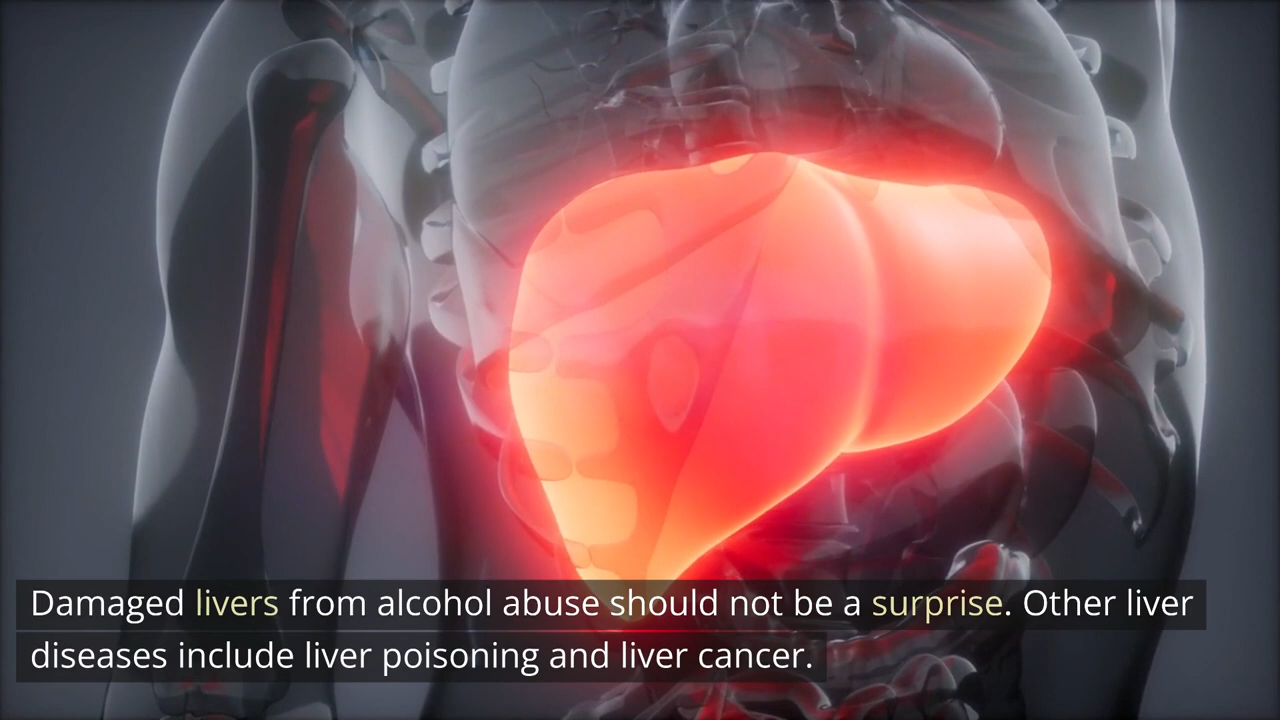 Damaged livers from alcohol abuse should not be a surprise. Other liver
diseases include liver poisoning and liver cancer.